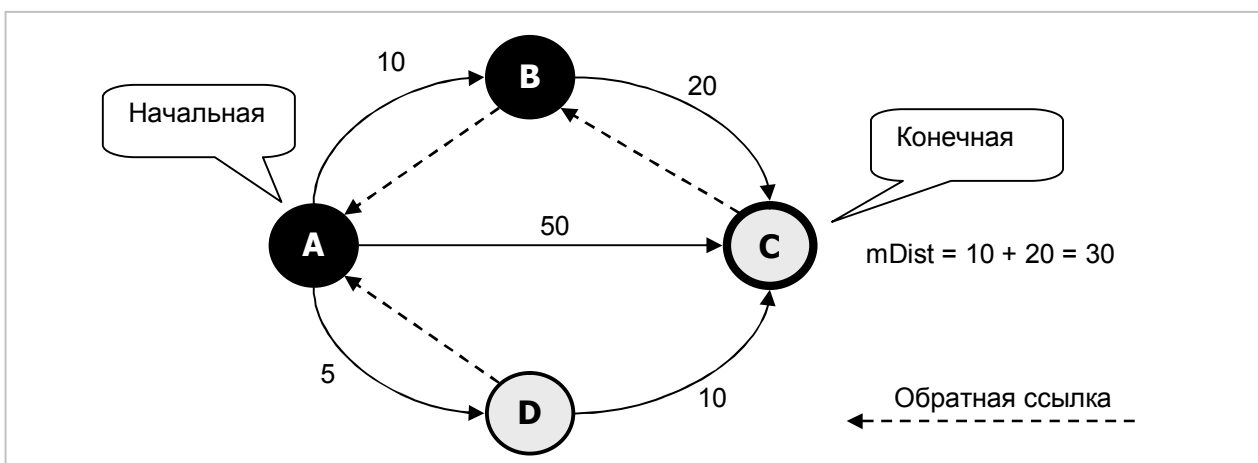 10
B
20
Начальная
Конечная
A
50
C
mDist = 10 + 20 = 30
5
D
10
Обратная ссылка